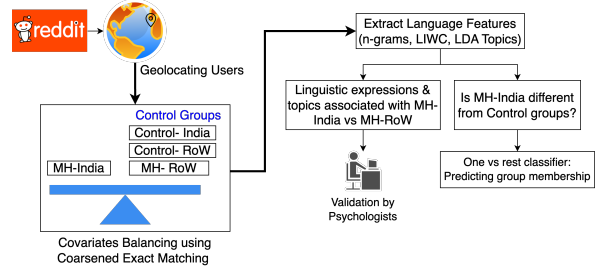 reddit
Geolocating Users
Control Groups
Control- India
Control- RoW
MH-India
MH- RoW
Covariates Balancing using
Coarsened Exact Matching
Extract Language Features
(n-grams, LIWC, LDA Topics)
Linguistic expressions &
topics associated with MH-
India vs MH-RoW
Validation by
Psychologists
Is MH-India different
from Control groups?
One vs rest classifier:
Predicting group membership